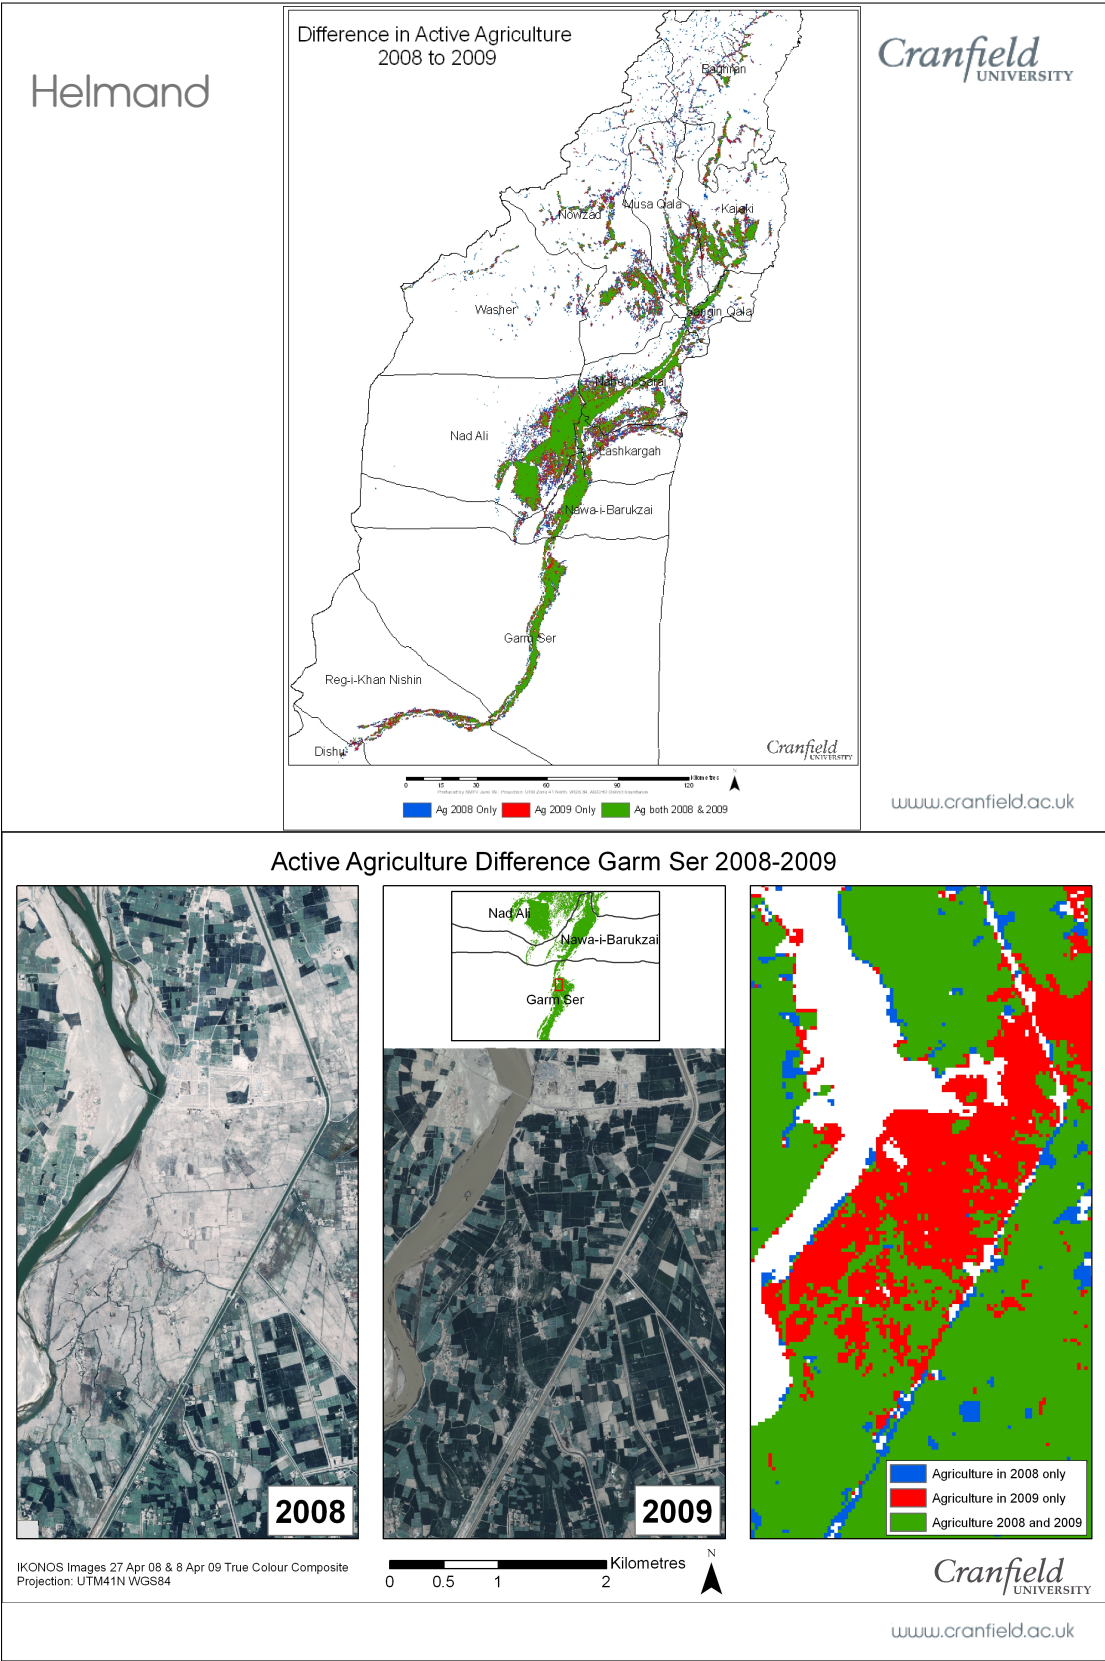 Helmand
Difference in Active Agriculture
2008 to 2009
Cranfield
UNIVERSITY
Baghran
Musa Qala
Kajaki
Nowzad
Washer
Sangin Qala
Nahr-i-Saraj
Nad Ali
Lashkargah
Nawa-i-Barukzai
Garm Ser
Reg-i-Khan Nishin
Dishu
Cranfield
UNIVERSITY
Kilometres
N
0 15 30 60 90 120
Ag 2008 Only Ag 2009 Only Ag both 2008 & 2009
www.cranfield.ac.uk
Active Agriculture Difference Garm Ser 2008-2009
Nad Ali
Nawa-i-Barukzai
Garm Ser
2008
2009
Agriculture in 2008 only
Agriculture in 2009 only
Agriculture 2008 and 2009
IKONOS Images 27 Apr 08 & 8 Apr 09 True Colour Composite
Projection: UTM41N WGS84
Kilometres
0 0.5 1 2
N
Cranfield
UNIVERSITY
www.cranfield.ac.uk